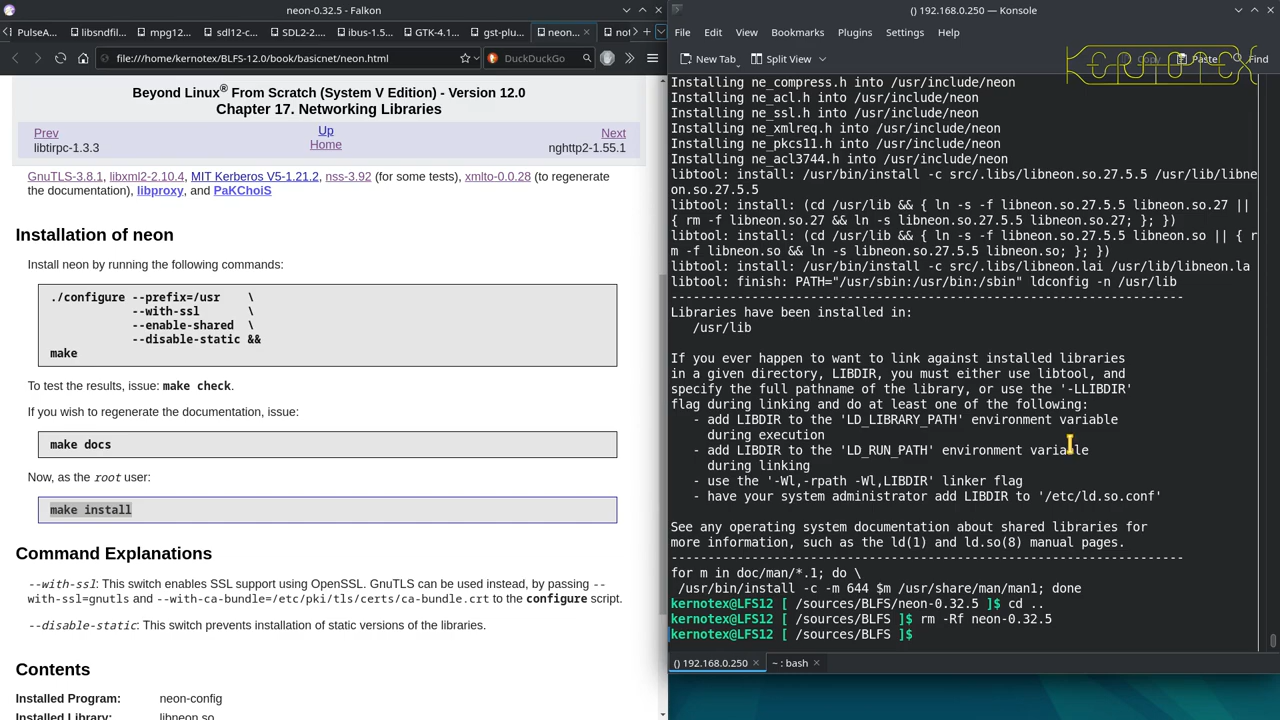 neon-0.32.5 — Falkon
PulseA...
libsndfil...
mpg12...
sdl12-c...
SDL2-2....
ibus-1.5...
GTK-4.1...
gst-plu...
neon...
not
file:///home/kernotex/BLFS-12.0/book/basicnet/neon.html
DuckDuckGo
Beyond Linux® From Scratch (System V Edition) - Version 12.0
Chapter 17. Networking Libraries
Prev
Up
Next
libtirpc-1.3.3
Home
nghttp2-1.55.1
GnuTLS-3.8.1, libxml2-2.10.4, MIT Kerberos V5-1.21.2, nss-3.92 (for some tests), xmlto-0.0.28 (to regenerate
the documentation), libproxy, and PaKChoiS
Installation of neon
Install neon by running the following commands:
./configure --prefix=/usr    \
--with-ssl       \
--enable-shared  \
--disable-static &&
make
To test the results, issue: make check.
If you wish to regenerate the documentation, issue:
make docs
Now, as the root user:
make install
Command Explanations
--with-ssl: This switch enables SSL support using OpenSSL. GnuTLS can be used instead, by passing --
with-ssl=gnutls and --with-ca-bundle=/etc/pki/tls/certs/ca-bundle.crt to the configure script.
--disable-static: This switch prevents installation of static versions of the libraries.
Contents
Installed Program: neon-config
Installed Library: libneon.so
() 192.168.0.250 — Konsole
File Edit View Bookmarks Plugins Settings Help
New Tab
Split View
Copy
Paste
Find
KERNOTEX
Installing ne_compress.h into /usr/include/neon
Installing ne_acl.h into /usr/include/neon
Installing ne_ssl.h into /usr/include/neon
Installing ne_xmlreq.h into /usr/include/neon
Installing ne_pkcs11.h into /usr/include/neon
Installing ne_acl3744.h into /usr/include/neon
libtool: install: /usr/bin/install -c src/.libs/libneon.so.27.5.5 /usr/lib/libne
on.so.27.5.5
libtool: install: (cd /usr/lib && { ln -s -f libneon.so.27.5.5 libneon.so.27 ||
{ rm -f libneon.so.27 && ln -s libneon.so.27.5.5 libneon.so.27; }; })
libtool: install: (cd /usr/lib && { ln -s -f libneon.so.27.5.5 libneon.so || { r
m -f libneon.so && ln -s libneon.so.27.5.5 libneon.so; }; })
libtool: install: /usr/bin/install -c src/.libs/libneon.lai /usr/lib/libneon.la
libtool: finish: PATH="/usr/sbin:/usr/bin:/sbin" ldconfig -n /usr/lib
----------------------------------------------------------------------
Libraries have been installed in:
/usr/lib
If you ever happen to want to link against installed libraries
in a given directory, LIBDIR, you must either use libtool, and
specify the full pathname of the library, or use the '-LLIBDIR'
flag during linking and do at least one of the following:
- add LIBDIR to the 'LD_LIBRARY_PATH' environment variable
during execution
- add LIBDIR to the 'LD_RUN_PATH' environment variable
during linking
- use the '-Wl,-rpath -Wl,LIBDIR' linker flag
- have your system administrator add LIBDIR to '/etc/ld.so.conf'
See any operating system documentation about shared libraries for
more information, such as the ld(1) and ld.so(8) manual pages.
----------------------------------------------------------------------
for m in doc/man/*.1; do \
/usr/bin/install -c -m 644 $m /usr/share/man/man1; done
kernotex@LFS12 [ /sources/BLFS/neon-0.32.5 ]$ cd ..
kernotex@LFS12 [ /sources/BLFS ]$ rm -Rf neon-0.32.5
kernotex@LFS12 [ /sources/BLFS ]$
() 192.168.0.250
~ : bash